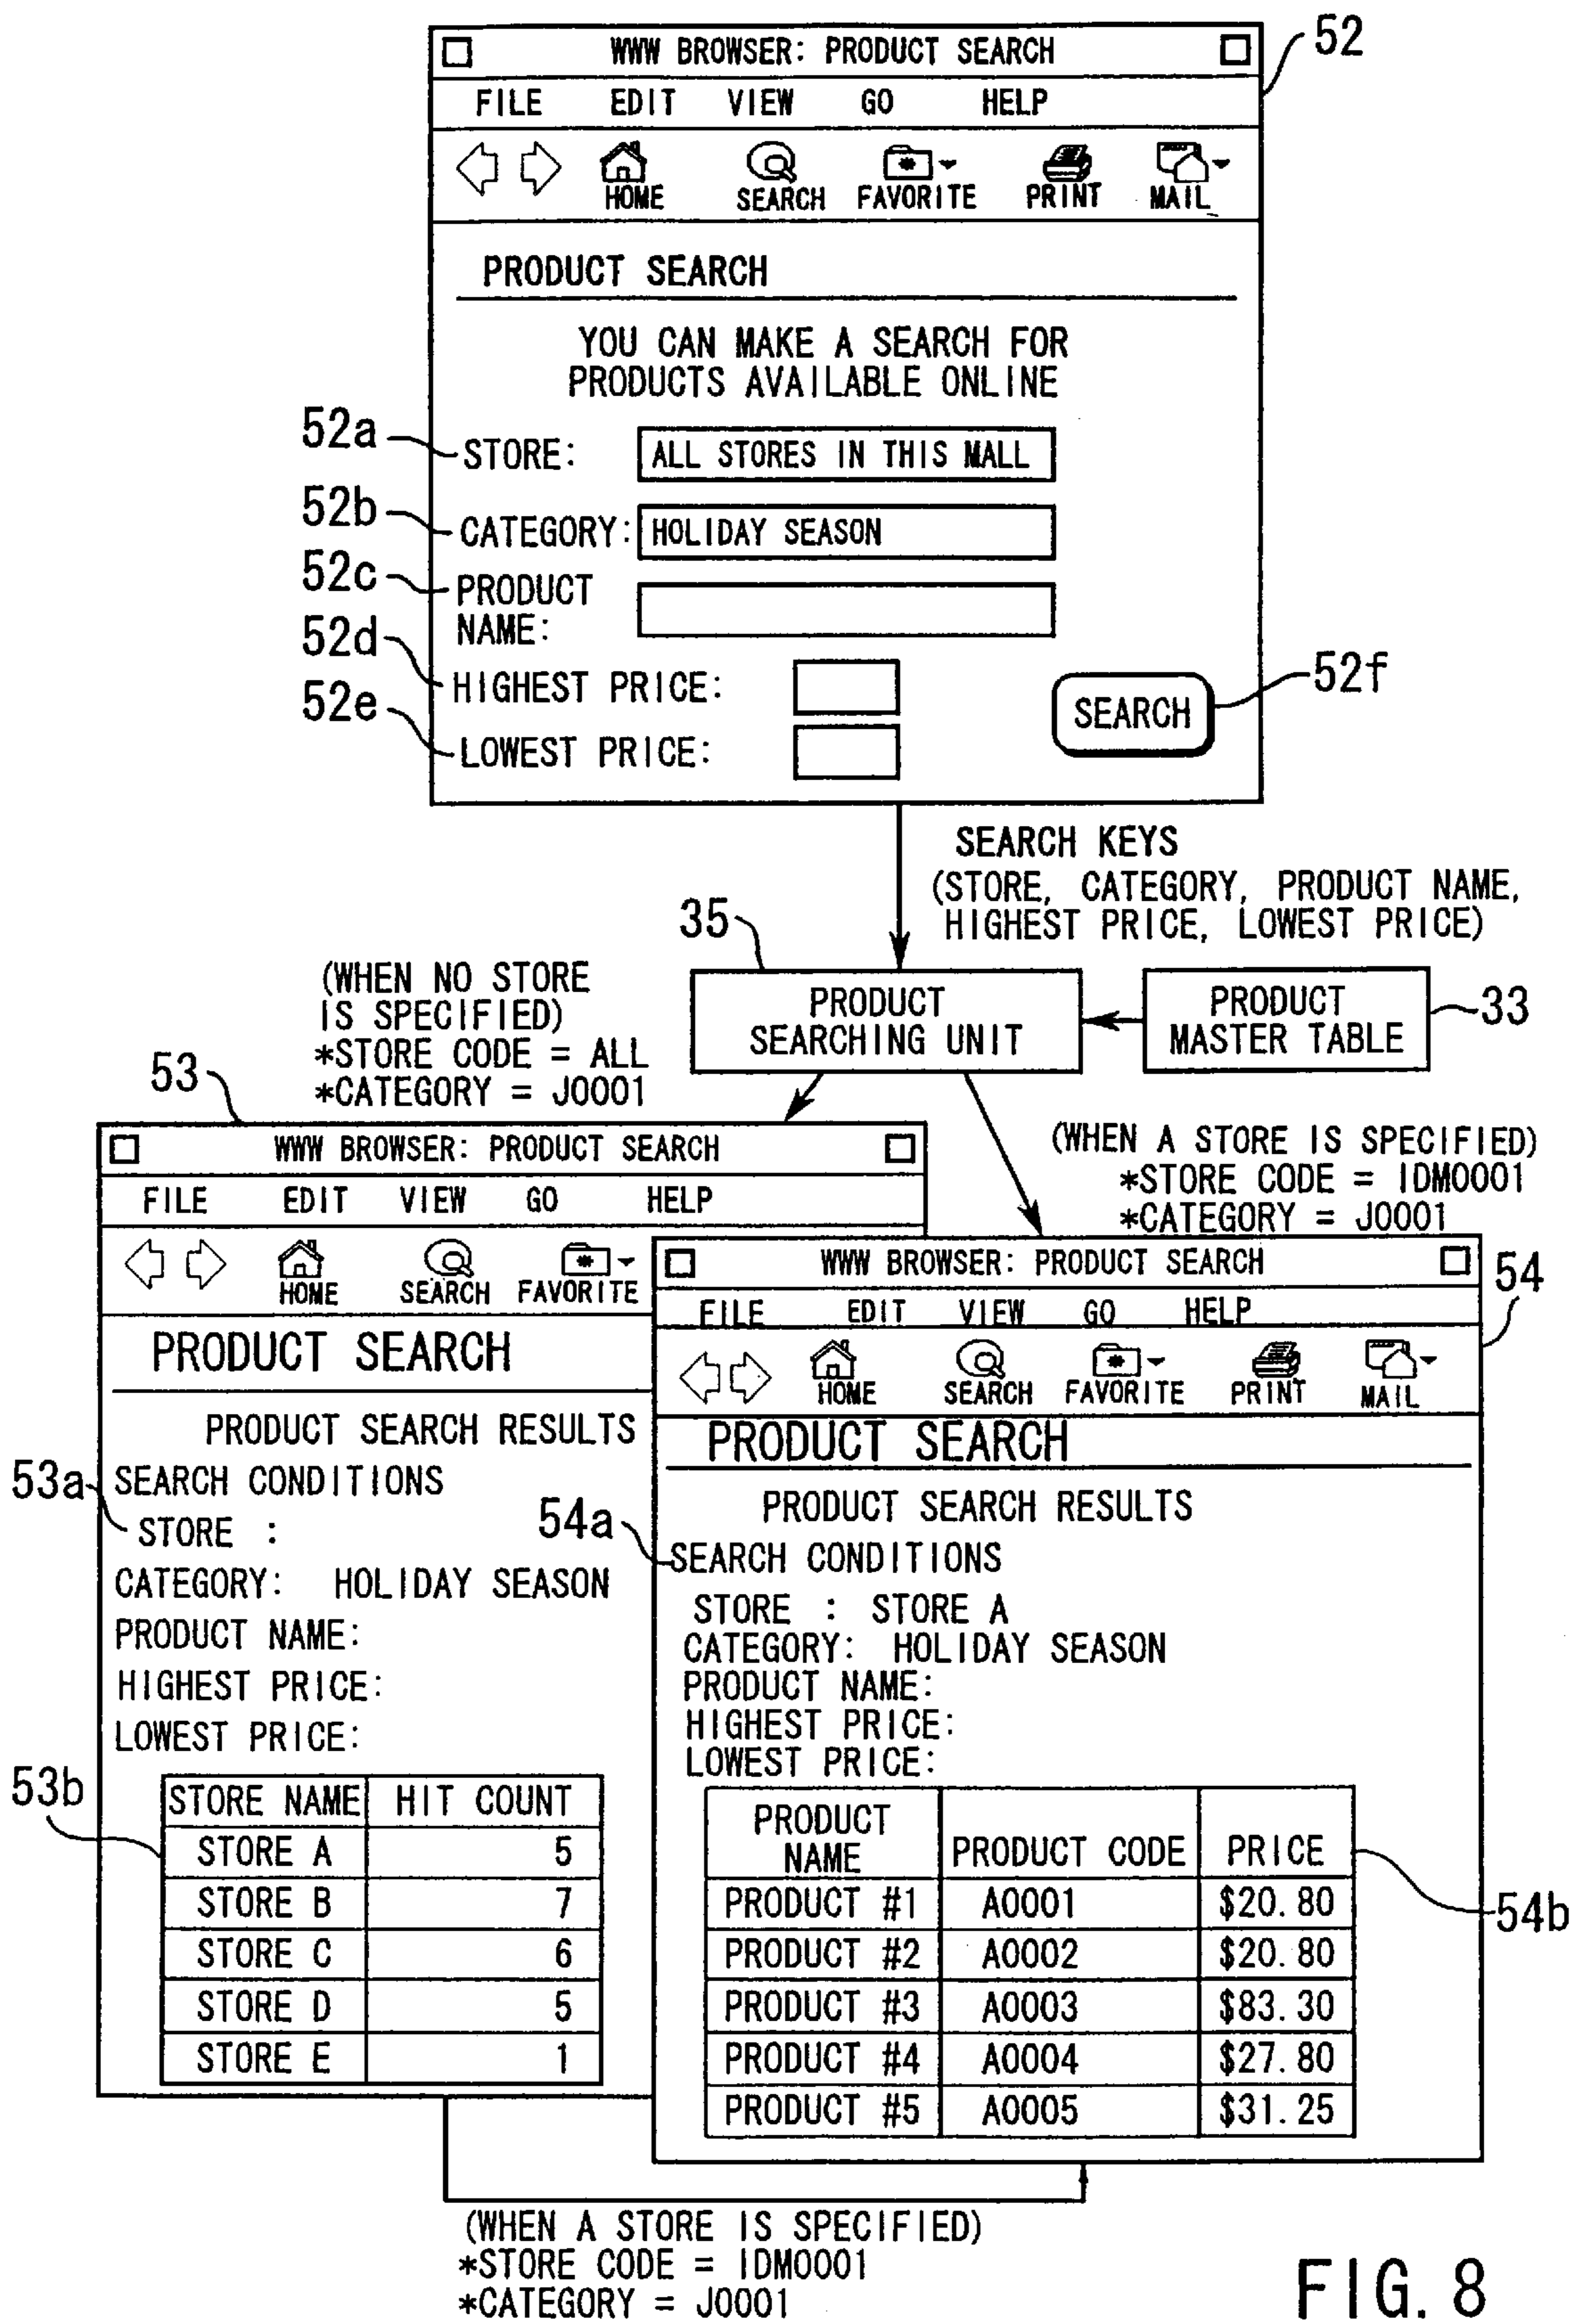 WWW BROWSER: PRODUCT SEARCH
52
FILE EDIT VIEW GO HELP
HOME SEARCH FAVORITE PRINT MAIL
PRODUCT SEARCH
YOU CAN MAKE A SEARCH FOR
PRODUCTS AVAILABLE ONLINE
52a
STORE: ALL STORES IN THIS MALL
52b
CATEGORY: HOLIDAY SEASON
52c
PRODUCT
NAME:
52d
HIGHEST PRICE:
52e
LOWEST PRICE:
SEARCH
52f
SEARCH KEYS
(STORE, CATEGORY, PRODUCT NAME,
HIGHEST PRICE, LOWEST PRICE)
35
PRODUCT
SEARCHING UNIT
PRODUCT
MASTER TABLE
33
(WHEN NO STORE
IS SPECIFIED)
*STORE CODE = ALL
*CATEGORY = J0001
53
(WHEN A STORE IS SPECIFIED)
*STORE CODE = IDM0001
*CATEGORY = J0001
WWW BROWSER: PRODUCT SEARCH
FILE EDIT VIEW GO HELP
HOME SEARCH FAVORITE
PRODUCT SEARCH
PRODUCT SEARCH RESULTS
53a
SEARCH CONDITIONS
STORE :
CATEGORY: HOLIDAY SEASON
PRODUCT NAME:
HIGHEST PRICE:
LOWEST PRICE:
53b
STORE NAME HIT COUNT
STORE A 5
STORE B 7
STORE C 6
STORE D 5
STORE E 1
WWW BROWSER: PRODUCT SEARCH
54
FILE EDIT VIEW GO HELP
HOME SEARCH FAVORITE PRINT MAIL
PRODUCT SEARCH
PRODUCT SEARCH RESULTS
54a
SEARCH CONDITIONS
STORE : STORE A
CATEGORY: HOLIDAY SEASON
PRODUCT NAME:
HIGHEST PRICE:
LOWEST PRICE:
PRODUCT
NAME PRODUCT CODE PRICE
PRODUCT #1 A0001 $20.80
54b
PRODUCT #2 A0002 $20.80
PRODUCT #3 A0003 $83.30
PRODUCT #4 A0004 $27.80
PRODUCT #5 A0005 $31.25
(WHEN A STORE IS SPECIFIED)
*STORE CODE = IDM0001
*CATEGORY = J0001
FIG. 8